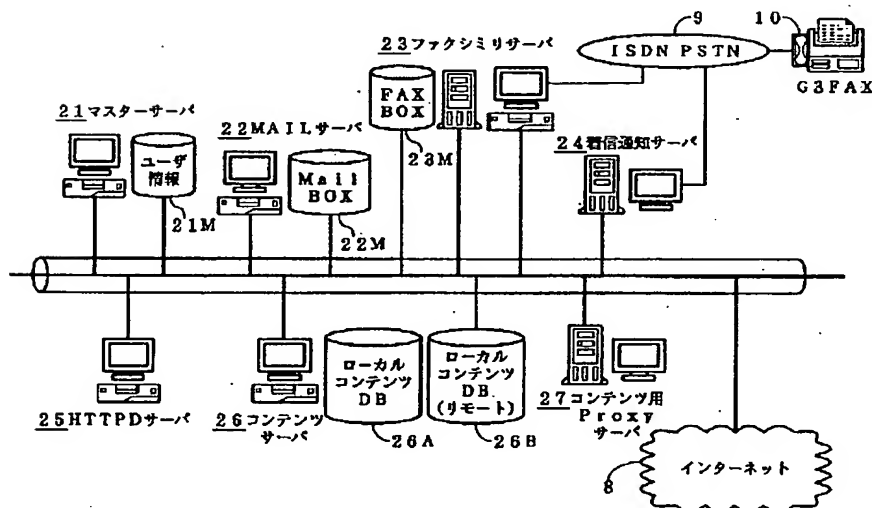 9
10
ISDN PSTN
G3FAX
23ファクシミリサーバ
FAX
BOX
23M
21マスターサーバ
ユーザ
情報
21M
22MAILサーバ
Mail
BOX
22M
24着信通知サーバ
25HTTPDサーバ
26コンテンツ
サーバ
ローカル
コンテンツ
DB
26A
ローカル
コンテンツ
DB
(リモート)
26B
27コンテンツ用
Proxy
サーバ
8
インターネット